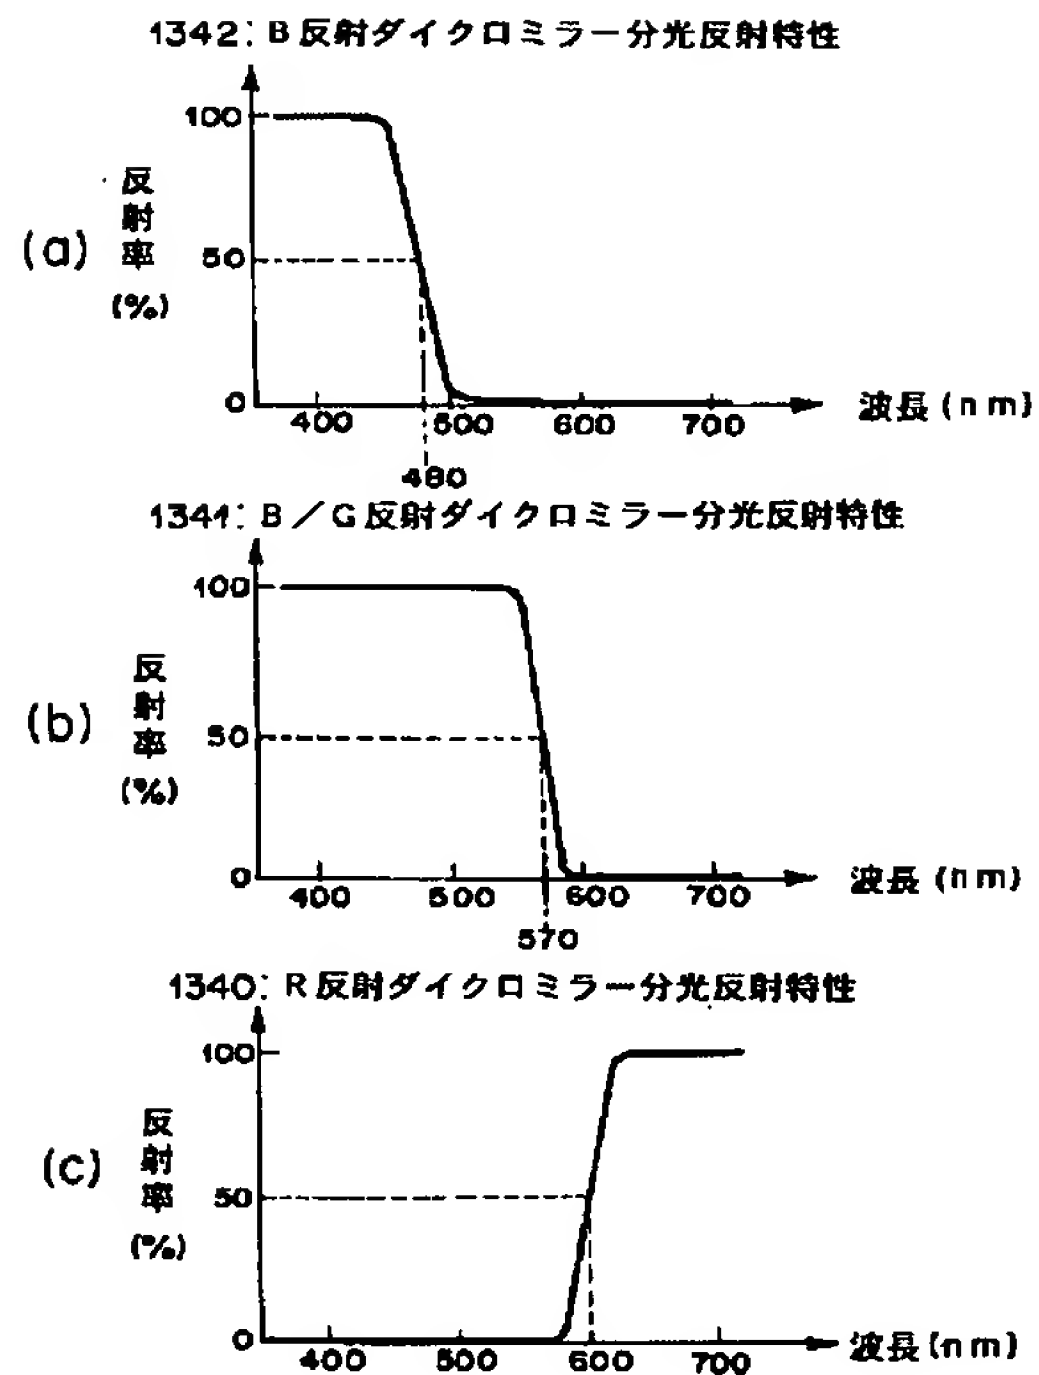 1342: B反射ダイクロミラー分光反射特性
100
反射率
(%)
(a)
50
0
400 500 600 700
波長(nm)
480
1341: B/G反射ダイクロミラー分光反射特性
100
反射率
(%)
(b)
50
0
400 500 600 700
波長(nm)
570
1340: R反射ダイクロミラー分光反射特性
100
反射率
(%)
(c)
50
0
400 500 600 700
波長(nm)